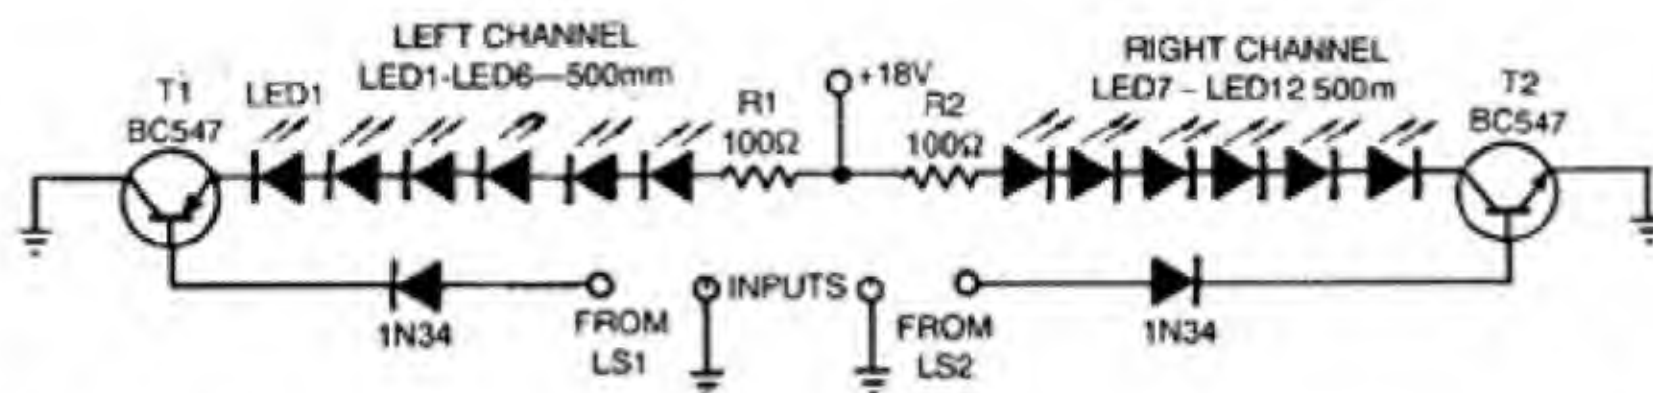 LEFT CHANNEL
LED1-LED6—500mm
T1
BC547
LED1
R1
100Ω
+18V
R2
100Ω
RIGHT CHANNEL
LED7 – LED12 500m
T2
BC547
1N34
FROM
LS1
INPUTS
FROM
LS2
1N34